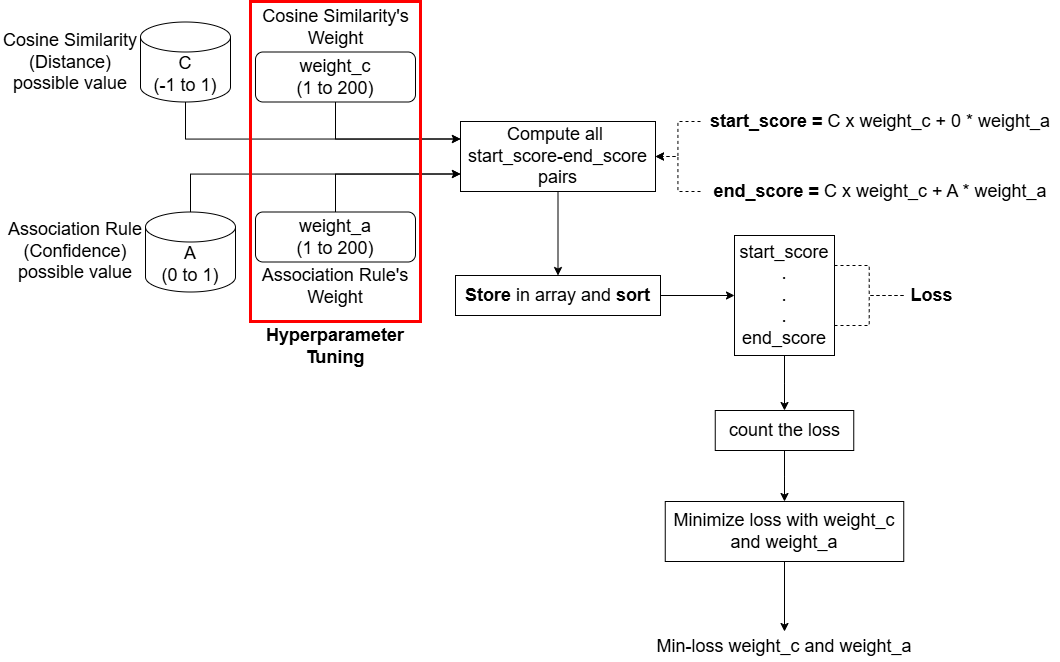 Cosine Similarity
(Distance)
possible value
C
(-1 to 1)
Cosine Similarity's
Weight
weight_c
(1 to 200)
Association Rule
(Confidence)
possible value
A
(0 to 1)
weight_a
(1 to 200)
Association Rule's
Weight
Hyperparameter
Tuning
Compute all
start_score-end_score
pairs
start_score = C x weight_c + 0 * weight_a
end_score = C x weight_c + A * weight_a
Store in array and sort
start_score
.
.
.
end_score
Loss
count the loss
Minimize loss with weight_c
and weight_a
Min-loss weight_c and weight_a